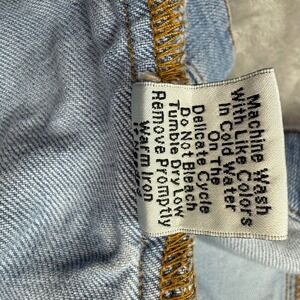 Machine Wash
With Like Colors
In Cold Water
On The
Delicate Cycle
Do Not Bleach
Tumble Dry Low
Remove Promptly
Warm Iron